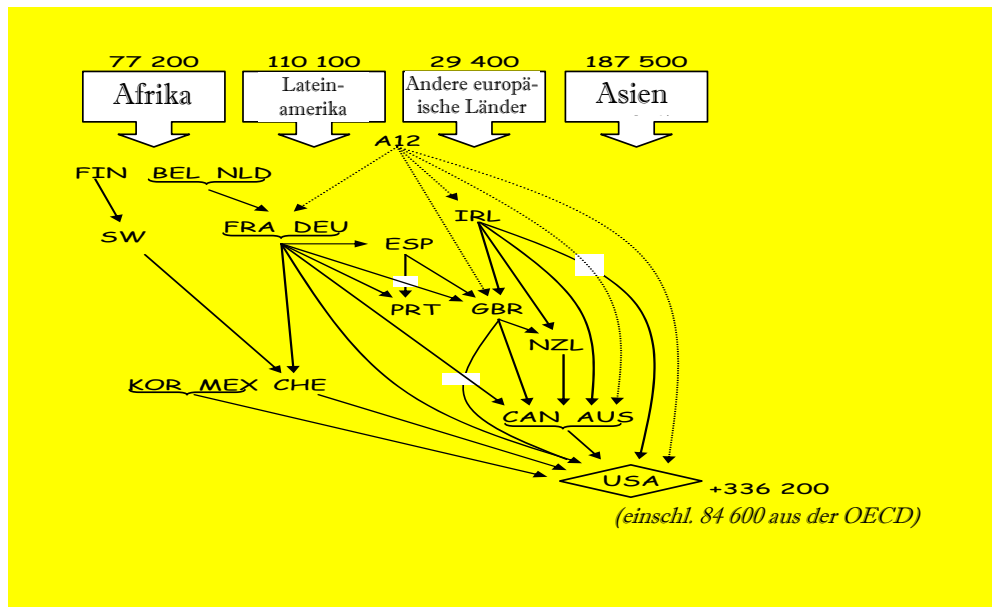 77 200
110 100
29 400
187 500
Afrika
Latein-
amerika
Andere europä-
ische Länder
Asien
A12
FIN
BEL NLD
IRL
FRA DEU
SW
ESP
PRT
GBR
NZL
KOR MEX
CHE
CAN AUS
USA
+336 200
(einschl. 84 600 aus der OECD)